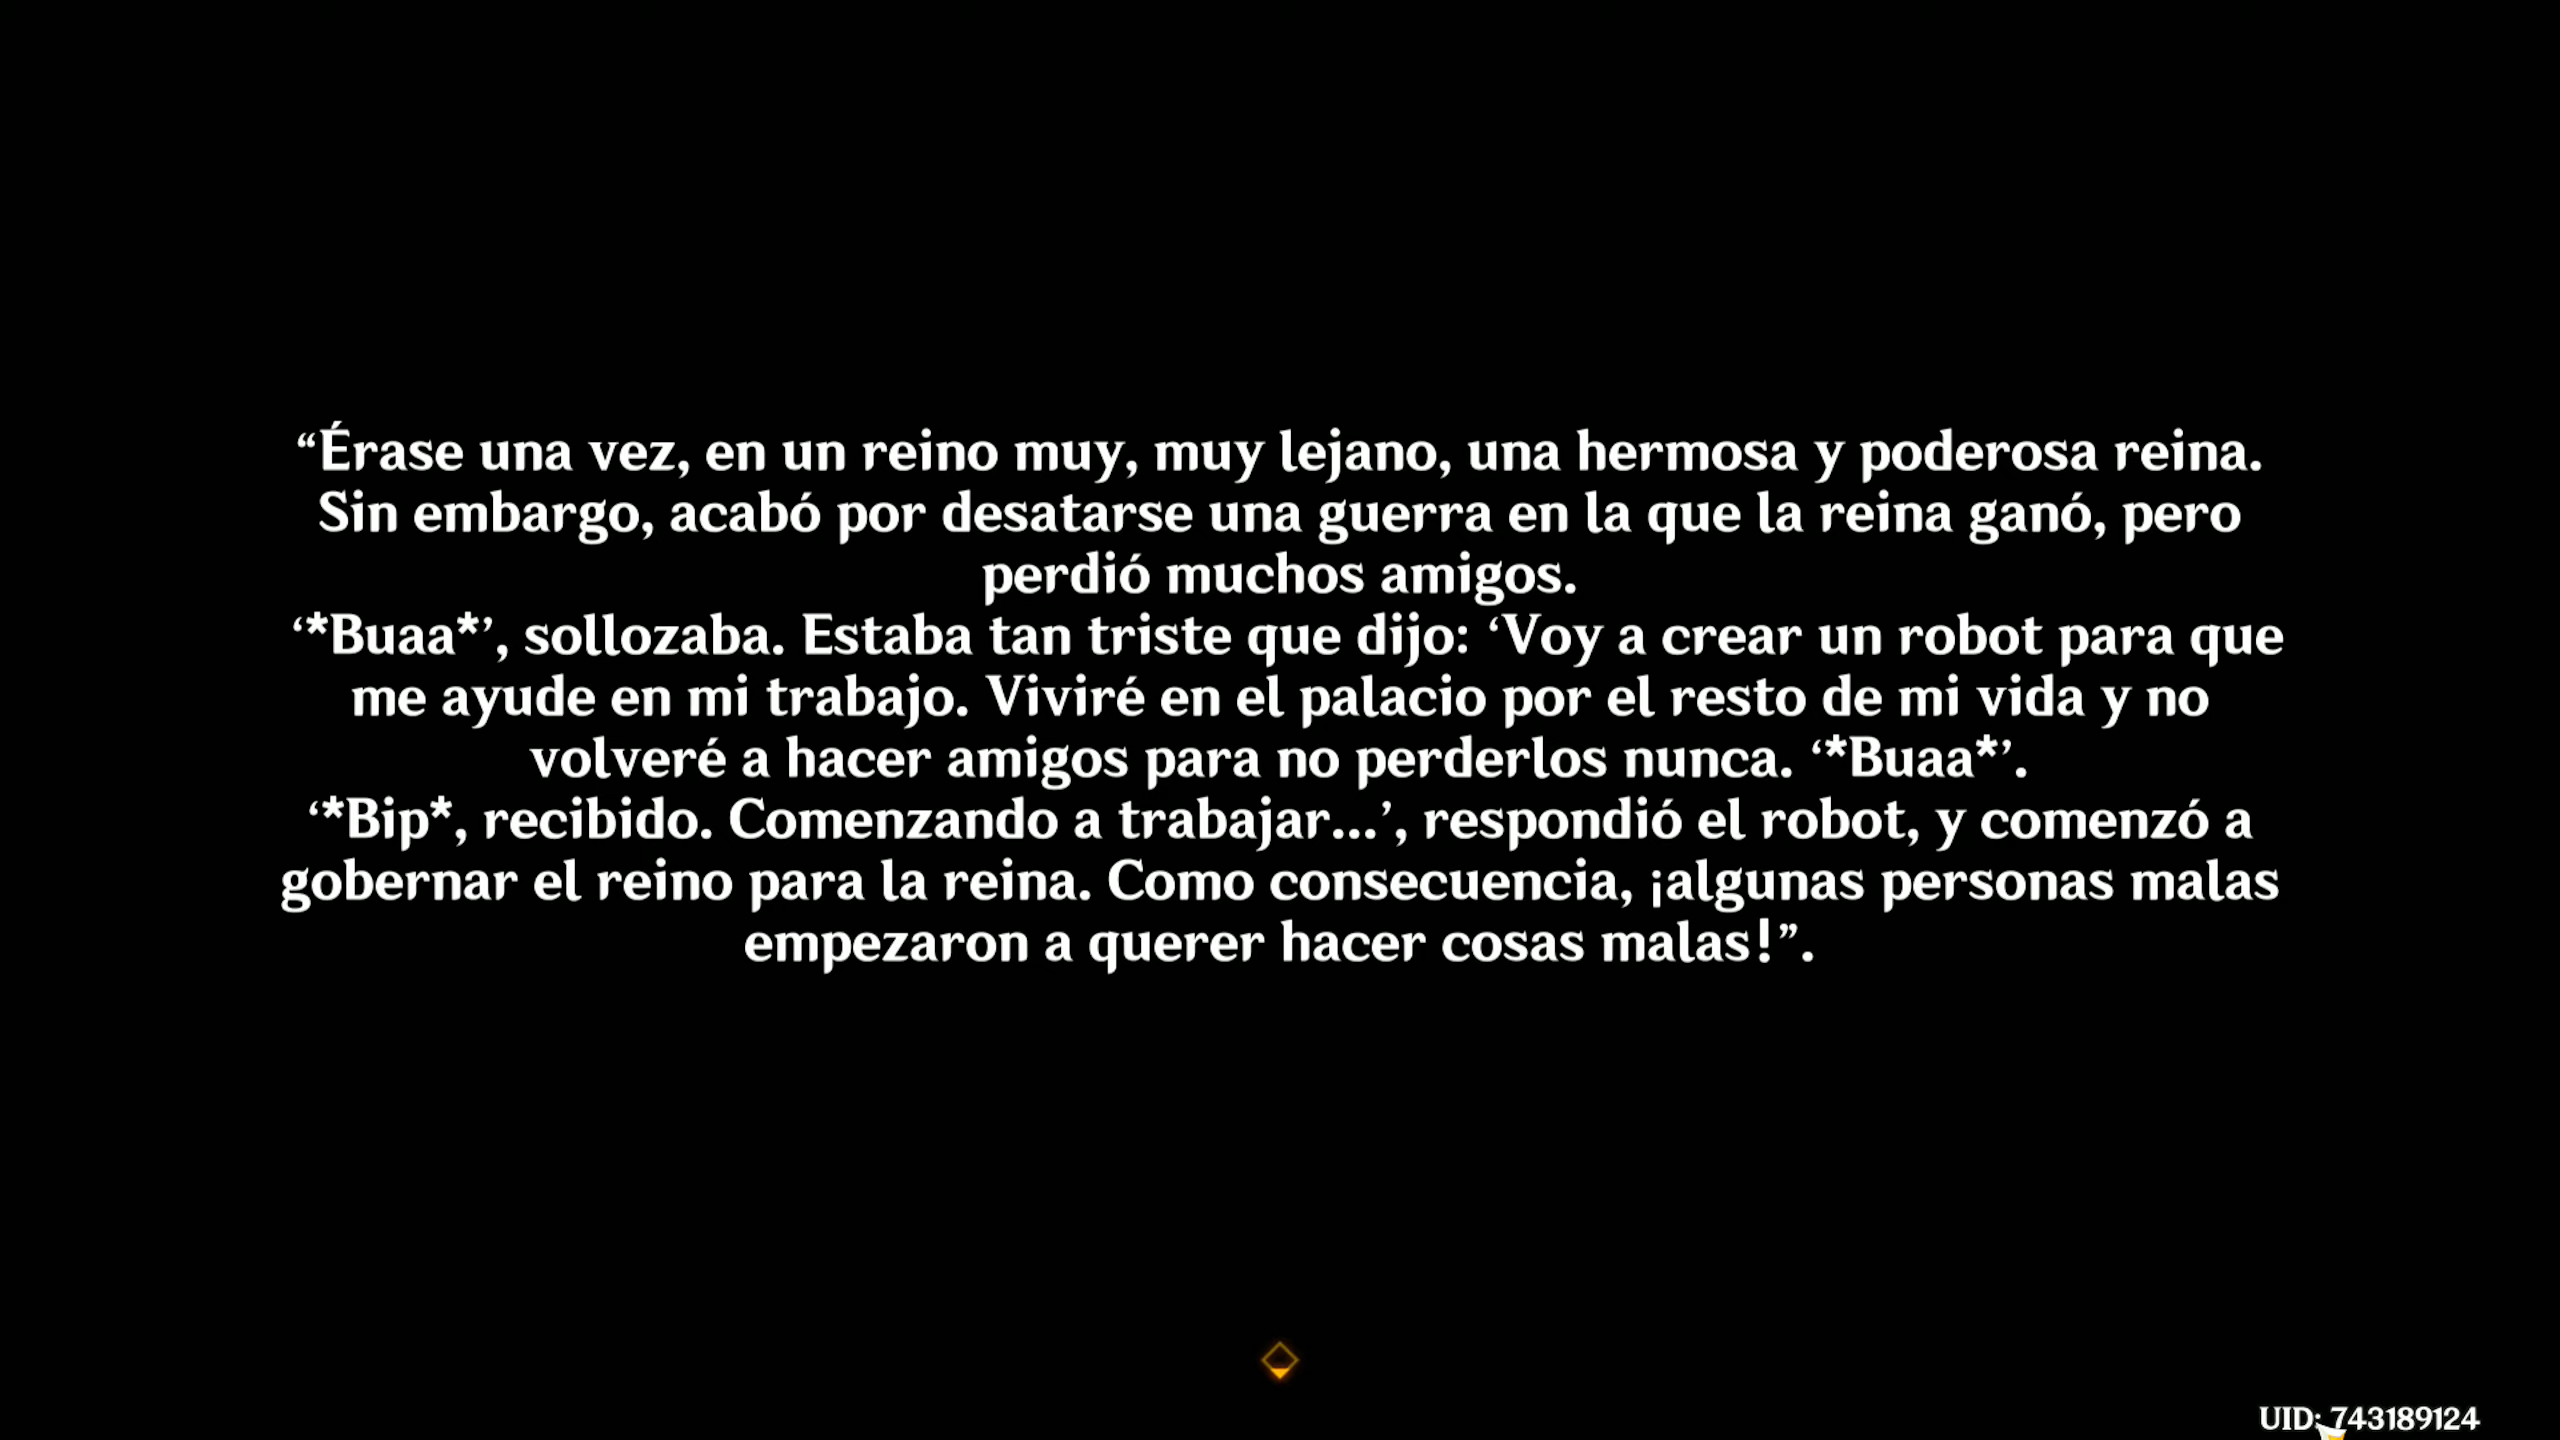 “Érase una vez, en un reino muy, muy lejano, una hermosa y poderosa reina.
Sin embargo, acabó por desatarse una guerra en la que la reina ganó, pero
perdió muchos amigos.
‘*Buaa*’, sollozaba. Estaba tan triste que dijo: ‘Voy a crear un robot para que
me ayude en mi trabajo. Viviré en el palacio por el resto de mi vida y no
volveré a hacer amigos para no perderlos nunca. ‘*Buaa*’.
‘*Bip*, recibido. Comenzando a trabajar...’, respondió el robot, y comenzó a
gobernar el reino para la reina. Como consecuencia, ¡algunas personas malas
empezaron a querer hacer cosas malas!”.
UID: 743189124